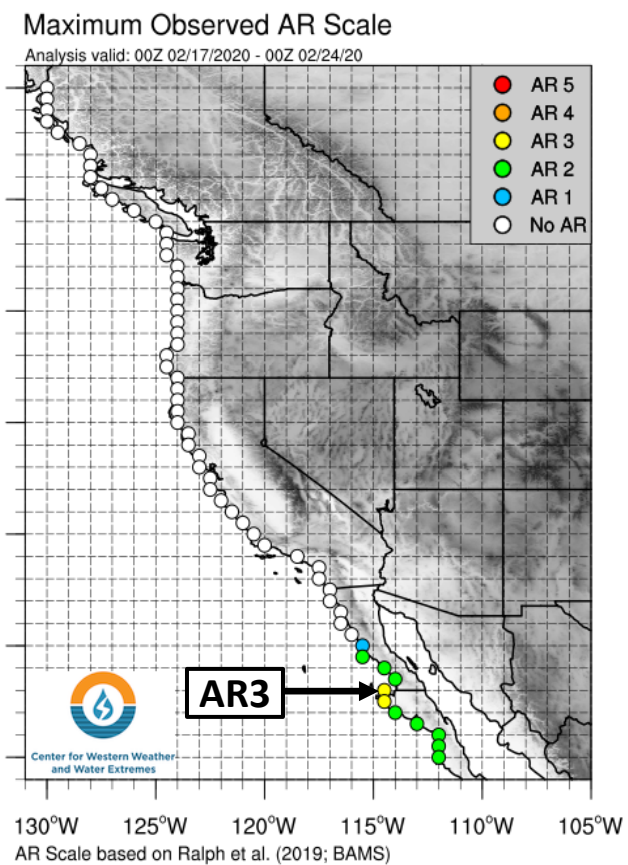 Maximum Observed AR Scale
Analysis valid: 00Z 02/17/2020 - 00Z 02/24/20
AR 5
AR 4
AR 3
AR 2
AR 1
No AR
AR3
Center for Western Weather
and Water Extremes
130°W 125°W 120°W 115°W 110°W 105°W
AR Scale based on Ralph et al. (2019; BAMS)